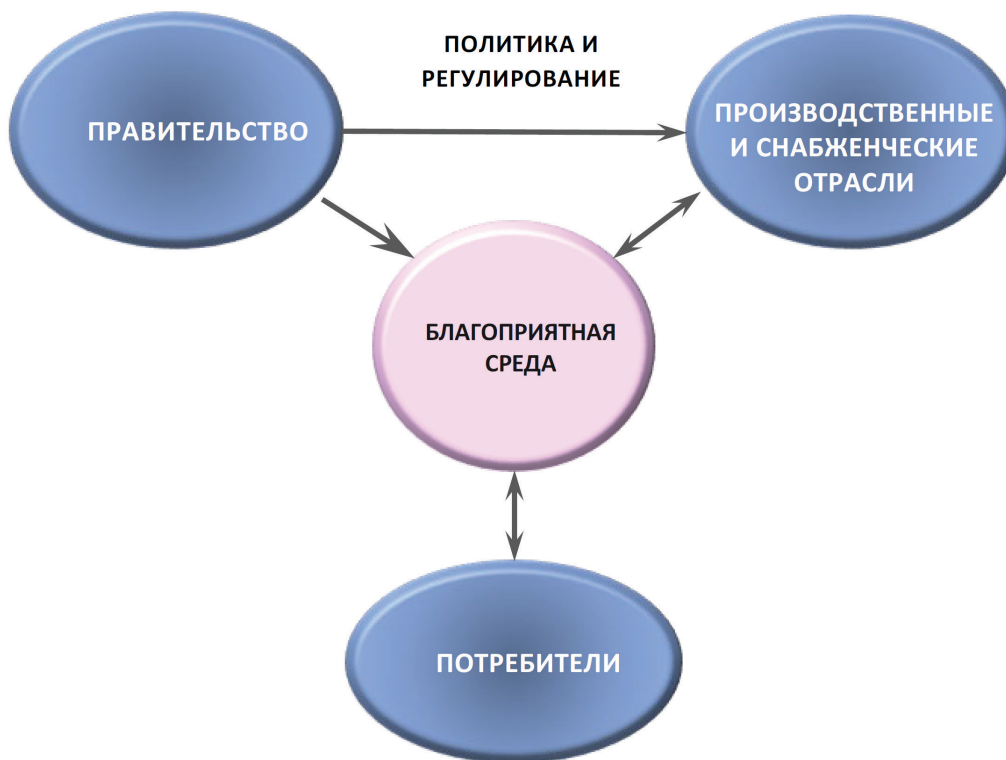 ПОЛИТИКА И
РЕГУЛИРОВАНИЕ
ПРАВИТЕЛЬСТВО
ПРОИЗВОДСТВЕННЫЕ
И СНАБЖЕНЧЕСКИЕ
ОТРАСЛИ
БЛАГОПРИЯТНАЯ
СРЕДА
ПОТРЕБИТЕЛИ